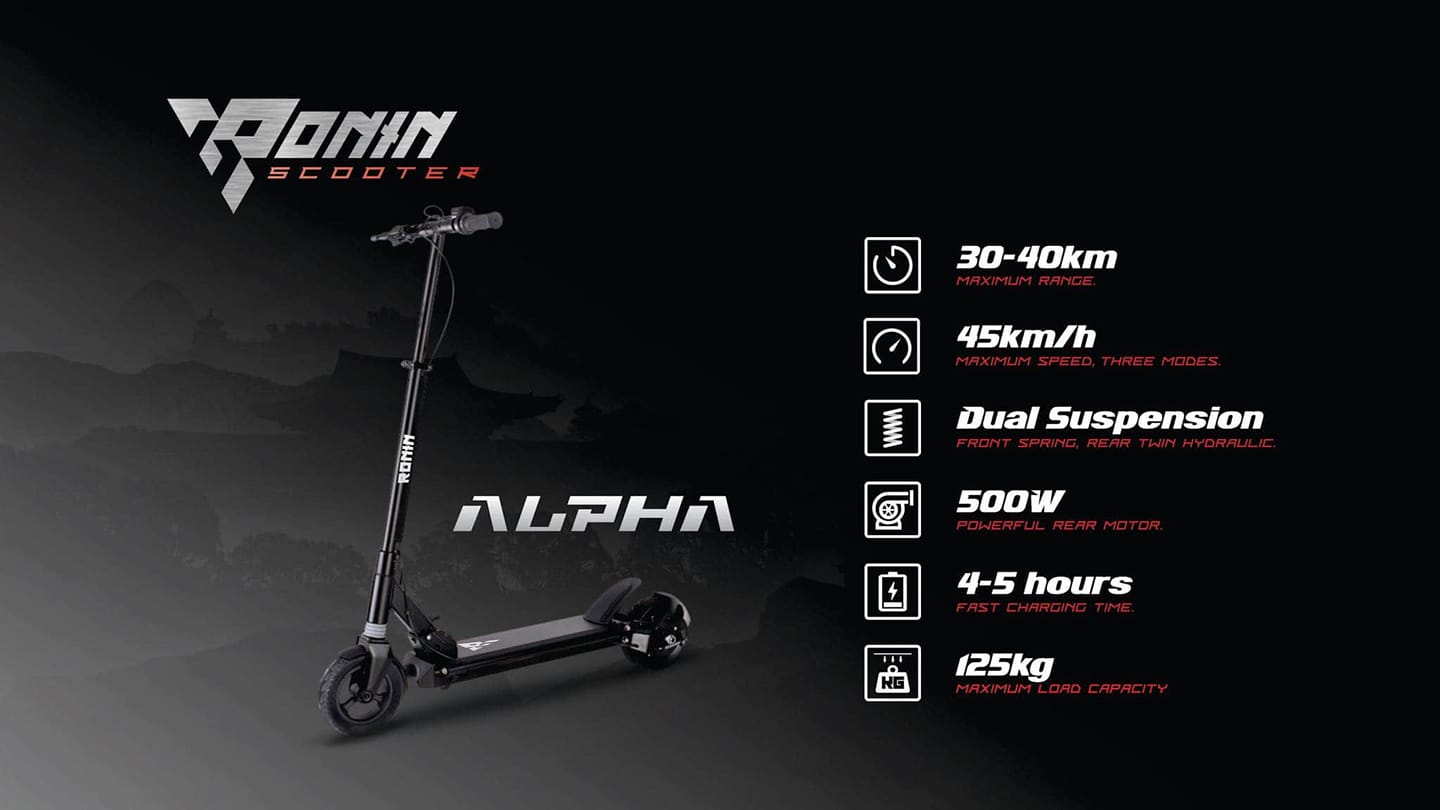 RONIN
SCOOTER
RONIN
ALPHA
30-40km
MAXIMUM RANGE.
45km/h
MAXIMUM SPEED, THREE MODES.
Dual Suspension
FRONT SPRING, REAR TWIN HYDRAULIC.
500W
POWERFUL REAR MOTOR.
4-5 hours
FAST CHARGING TIME.
KG
125kg
MAXIMUM LOAD CAPACITY